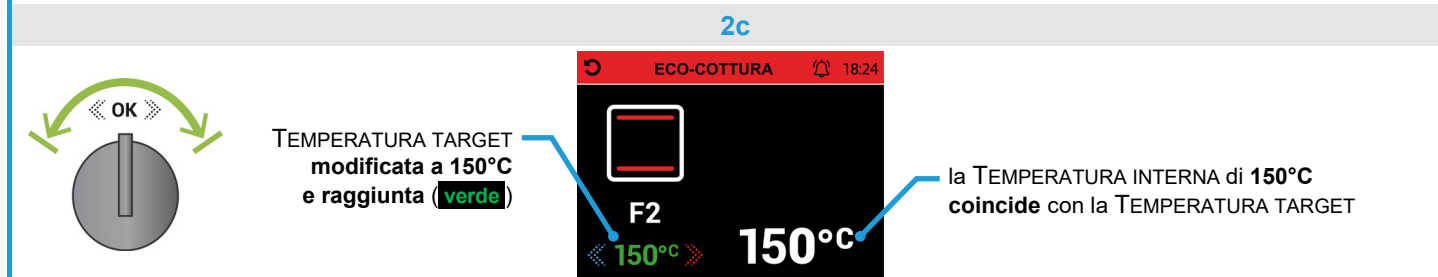 2c
OK
TEMPERATURA TARGET
modificata a 150°C
e raggiunta (verde)
ECO-COTTURA 18:24
F2
150°C
150°C
la TEMPERATURA INTERNA di 150°C
coincide con la TEMPERATURA TARGET